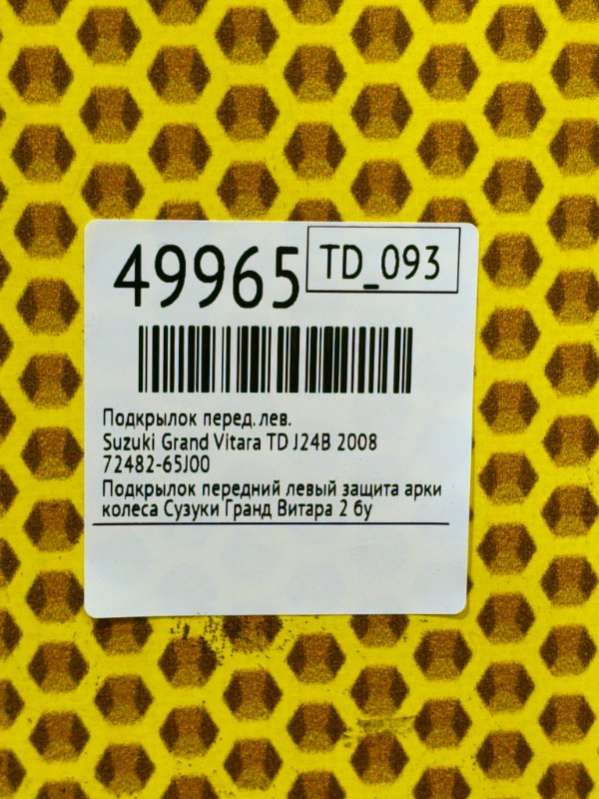 49965
TD_093
Подкрылок перед. лев.
Suzuki Grand Vitara TD J24B 2008
72482-65J00
Подкрылок передний левый защита арки
колеса Сузуки Гранд Витара 2 бу